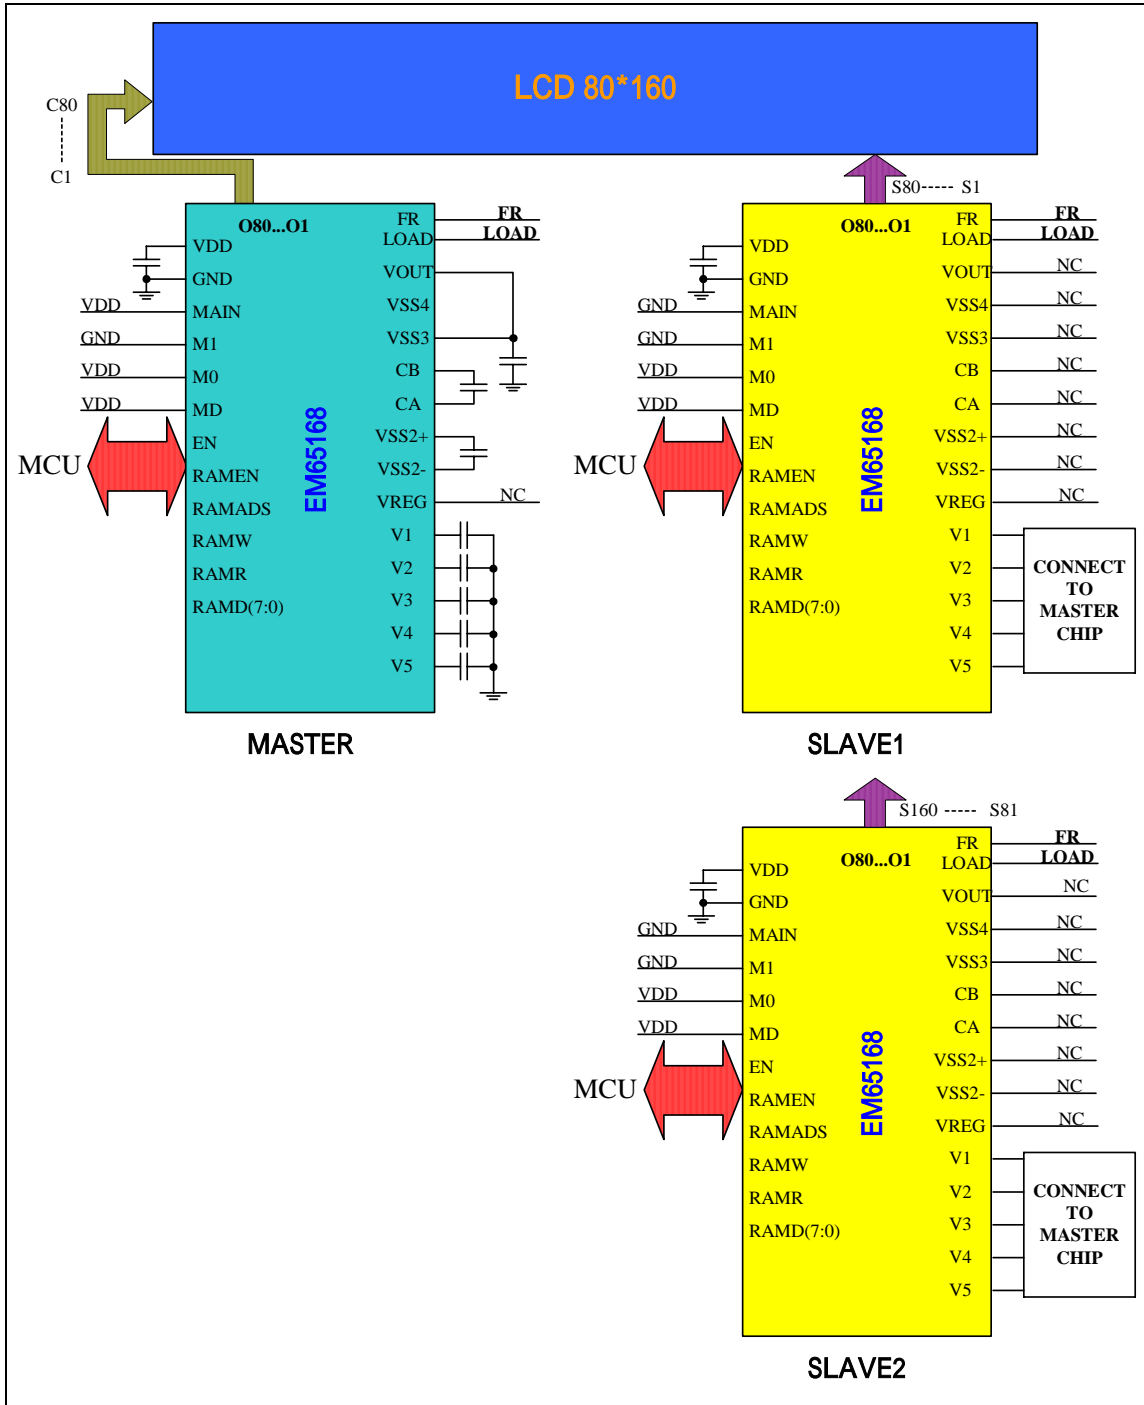 LCD 80*160
C80
C1
S80----- S1
O80...O1
FR
FR
LOAD
LOAD
VDD
GND
VOUT
VDD
MAIN
VSS4
GND
M1
VSS3
VDD
M0
CB
VDD
MD
CA
EN
VSS2+
MCU
RAMEN
VSS2-
RAMADS
VREG
NC
RAMW
V1
RAMR
V2
RAMD(7:0)
V3
V4
V5
EM65168
MASTER
O80...O1
FR
FR
LOAD
LOAD
VDD
GND
VOUT
NC
GND
MAIN
VSS4
NC
GND
M1
VSS3
NC
VDD
M0
CB
NC
VDD
MD
CA
NC
EN
VSS2+
NC
MCU
RAMEN
VSS2-
NC
RAMADS
VREG
NC
RAMW
V1
RAMR
V2
RAMD(7:0)
V3
V4
V5
CONNECT
TO
MASTER
CHIP
EM65168
SLAVE1
S160 ----- S81
O80...O1
FR
FR
LOAD
LOAD
VDD
GND
VOUT
NC
GND
MAIN
VSS4
NC
GND
M1
VSS3
NC
VDD
M0
CB
NC
VDD
MD
CA
NC
EN
VSS2+
NC
MCU
RAMEN
VSS2-
NC
RAMADS
VREG
NC
RAMW
V1
RAMR
V2
RAMD(7:0)
V3
V4
V5
CONNECT
TO
MASTER
CHIP
EM65168
SLAVE2